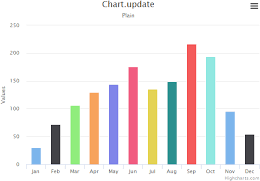 Chart.update
Plain
250
200
150
100
50
0
Values
Jan Feb Mar Apr May Jun Jul Aug Sep Oct Nov Dec
Highcharts.com